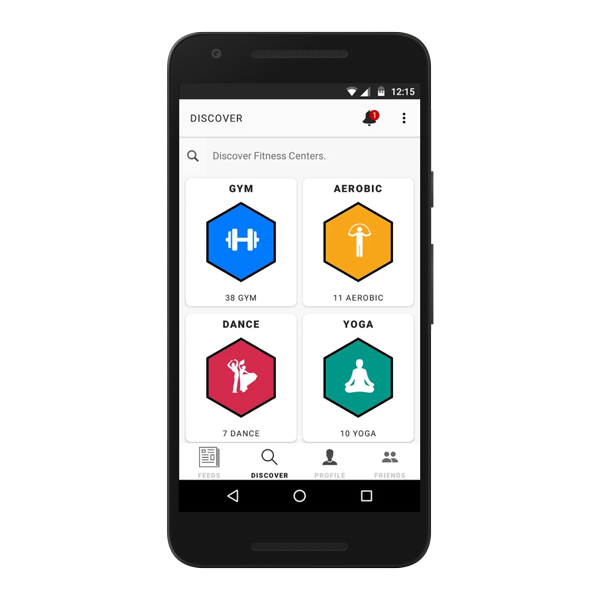 12:15
DISCOVER
1
Discover Fitness Centers.
GYM
AEROBIC
38 GYM
11 AEROBIC
DANCE
YOGA
7 DANCE
10 YOGA
FEEDS
DISCOVER
PROFILE
FRIENDS